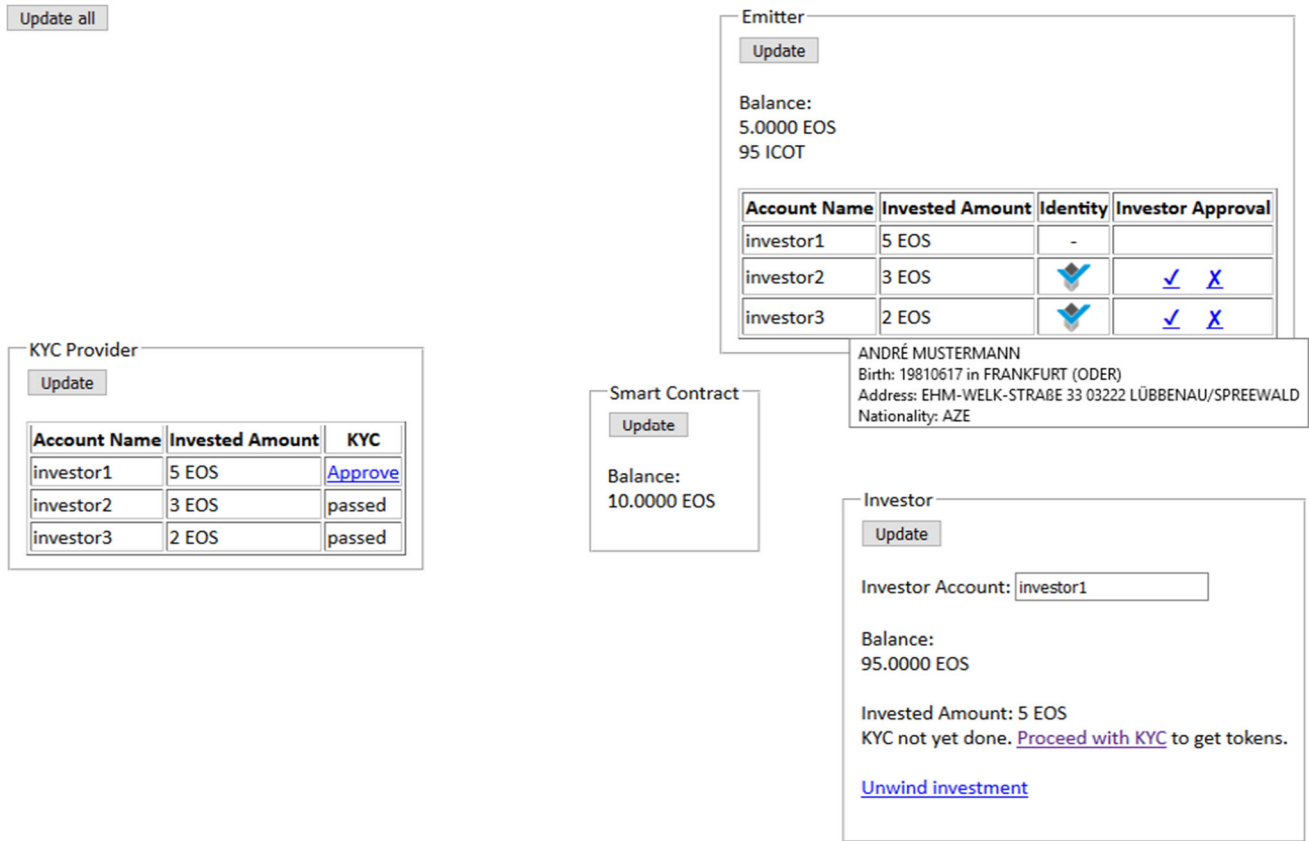 Update all
Emitter
Update
Balance:
5.0000 EOS
95 ICOT
Account Name Invested Amount Identity Investor Approval
investor1 5 EOS -
investor2 3 EOS ✓ X
investor3 2 EOS ✓ X
ANDRÉ MUSTERMANN
Birth: 19810617 in FRANKFURT (ODER)
Address: EHM-WELK-STRAßE 33 03222 LÜBBENAU/SPREEWALD
Nationality: AZE
KYC Provider
Update
Account Name Invested Amount KYC
investor1 5 EOS Approve
investor2 3 EOS passed
investor3 2 EOS passed
Smart Contract
Update
Balance:
10.0000 EOS
Investor
Update
Investor Account: investor1
Balance:
95.0000 EOS
Invested Amount: 5 EOS
KYC not yet done. Proceed with KYC to get tokens.
Unwind investment